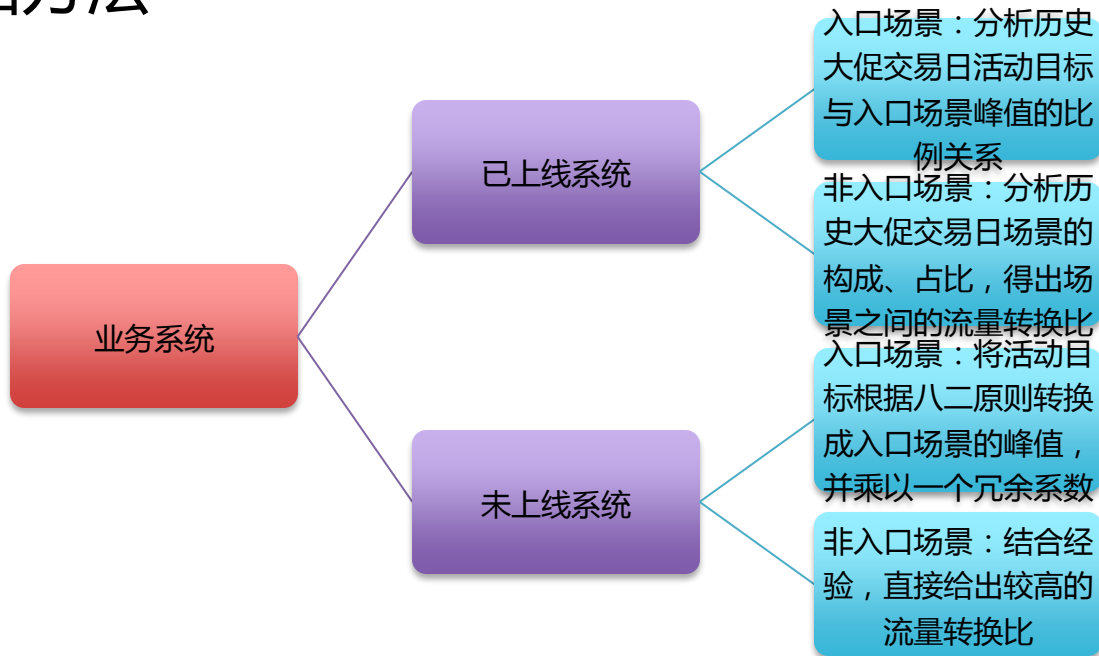 方法
业务系统
已上线系统
未上线系统
入口场景：分析历史
大促交易日活动目标
与入口场景峰值的比
例关系
非入口场景：分析历
史大促交易日场景的
构成、占比，得出场
景之间的流量转换比
入口场景：将活动目
标根据八二原则转换
成入口场景的峰值，
并乘以一个冗余系数
非入口场景：结合经
验，直接给出较高的
流量转换比